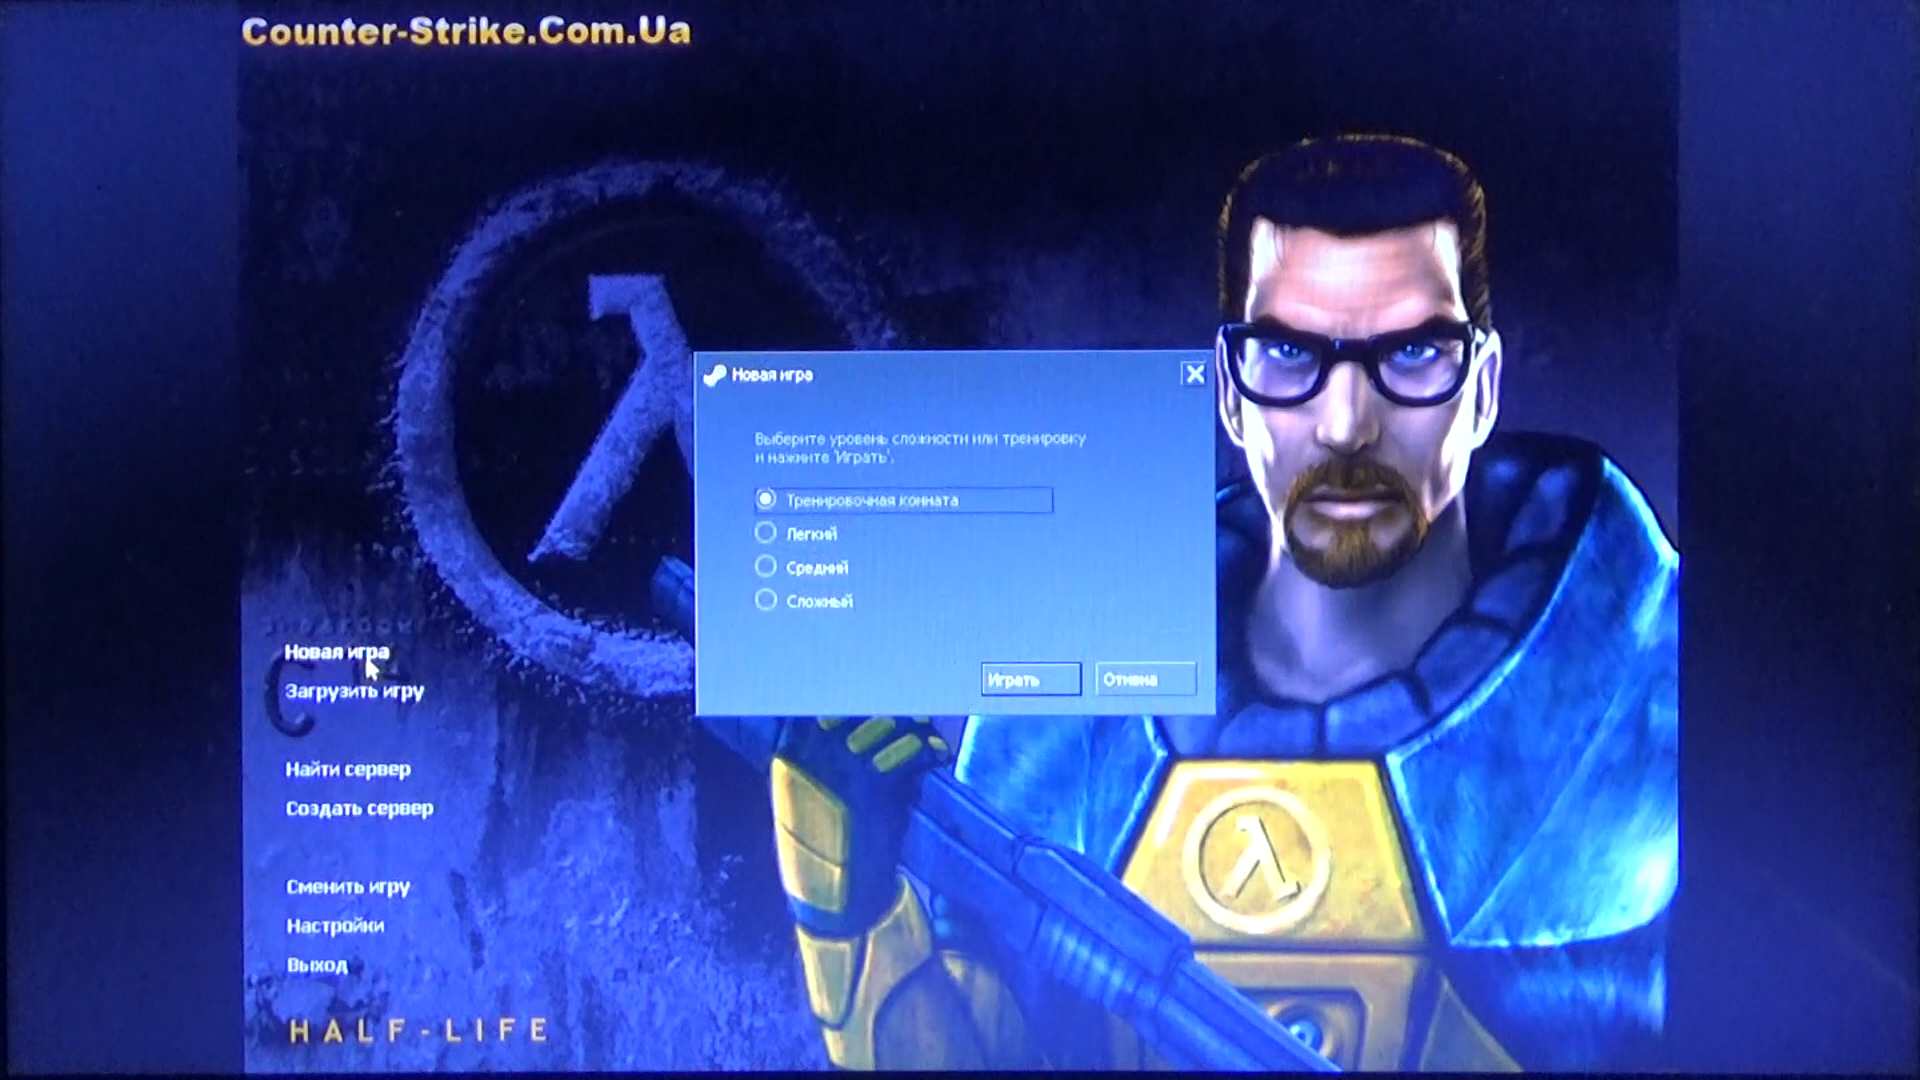 Counter-Strike.Com.Ua
Новая игра
Выберите уровень сложности или тренировку
и нажмите 'Играть'.
Тренировочная комната
Легкий
Средний
Сложный
Играть
Отмена
Новая игра
Загрузить игру
Найти сервер
Создать сервер
Сменить игру
Настройки
Выход
HALF-LIFE